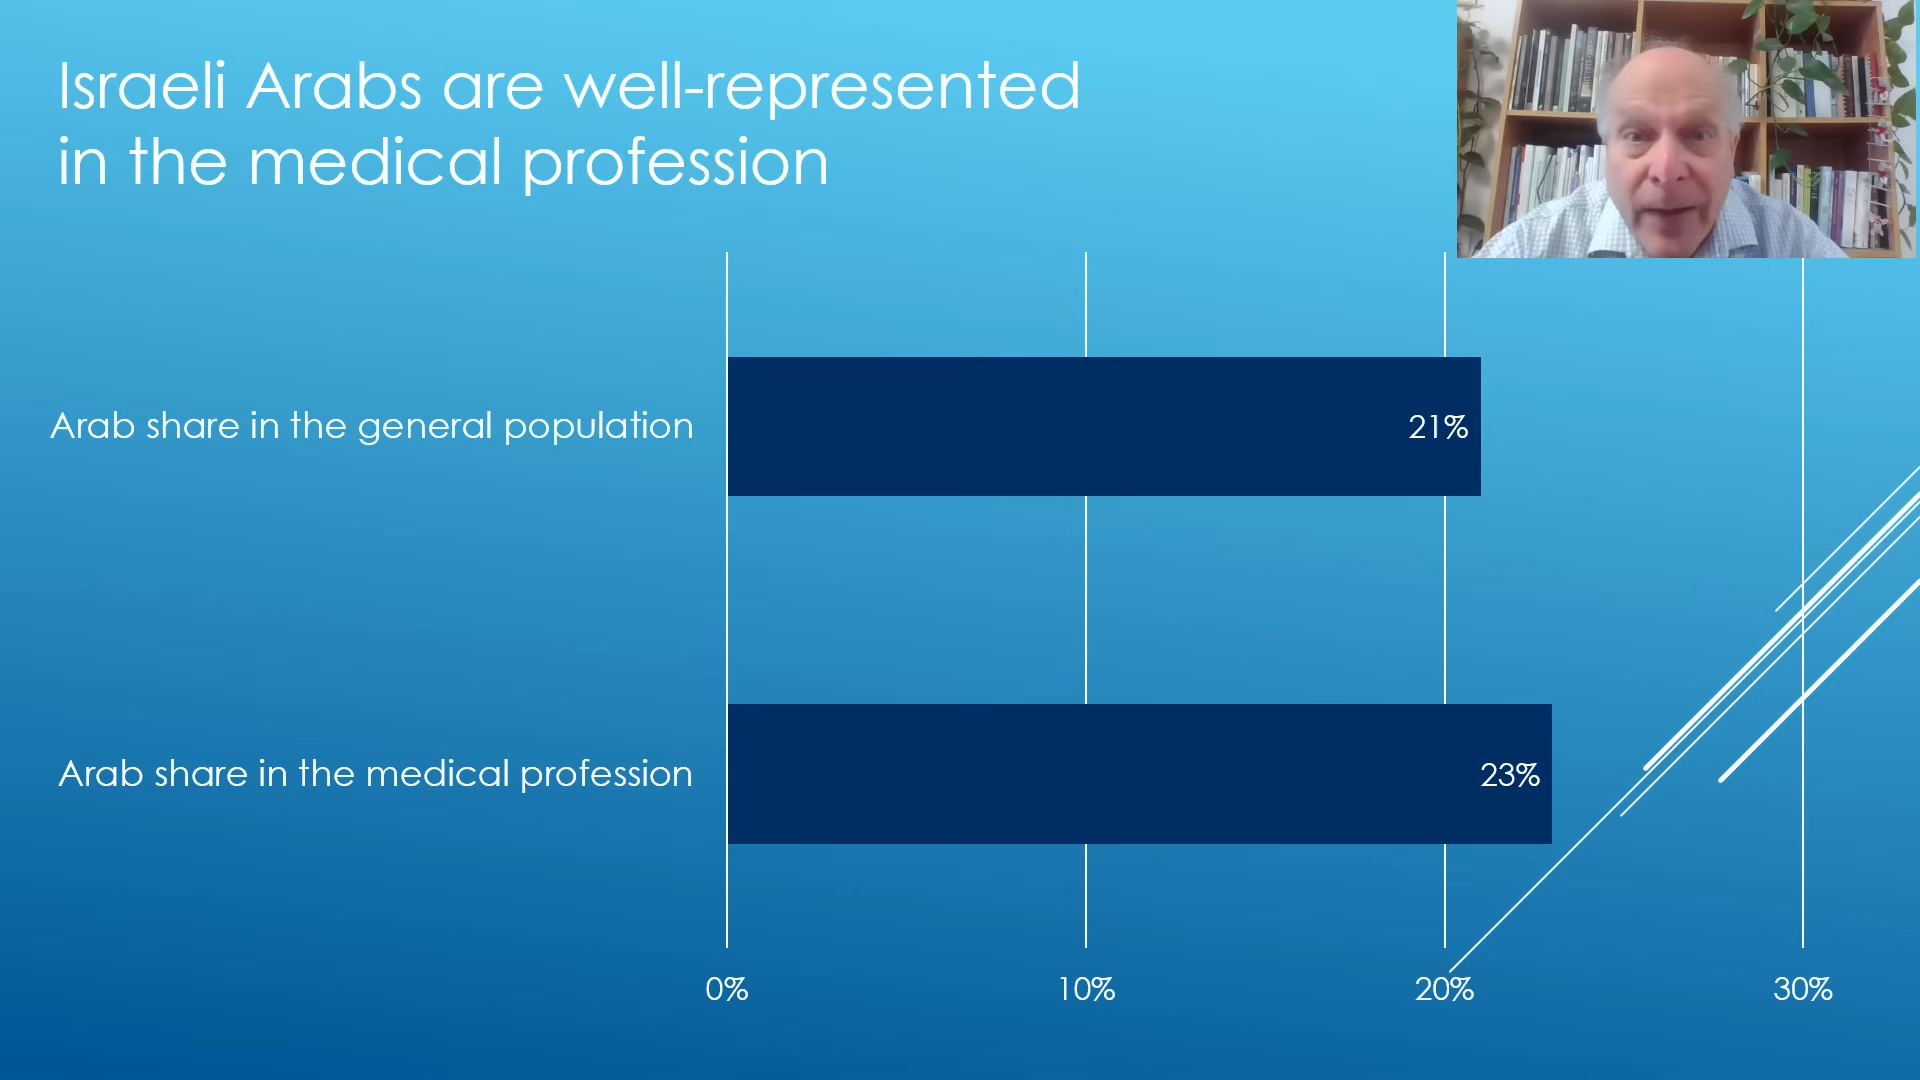 Israeli Arabs are well-represented
in the medical profession
Arab share in the general population
21%
Arab share in the medical profession
23%
0%
10%
20%
30%